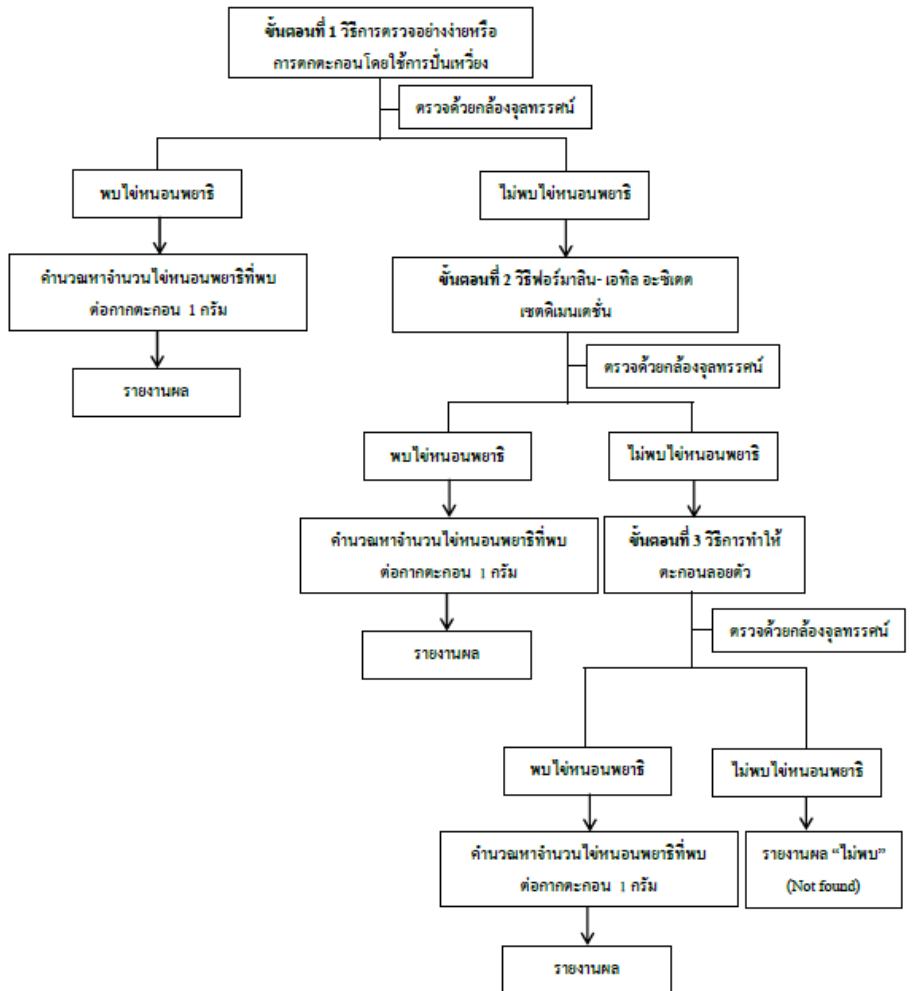 ขั้นตอนที่ 1 วิธีการตรวจอย่างง่ายหรือ
การตกตะกอนโดยใช้การปั่นเหวี่ยง
ตรวจด้วยกล้องจุลทรรศน์
พบไข่หนอนพยาธิ
ไม่พบไข่หนอนพยาธิ
คำนวณหาจำนวนไข่หนอนพยาธิที่พบ
ต่อกากตะกอน 1 กรัม
ขั้นตอนที่ 2 วิธีฟอร์มาลิน- เอทิล อะซิเตต
เซตดิเมนเตชั่น
ตรวจด้วยกล้องจุลทรรศน์
รายงานผล
พบไข่หนอนพยาธิ
ไม่พบไข่หนอนพยาธิ
คำนวณหาจำนวนไข่หนอนพยาธิที่พบ
ต่อกากตะกอน 1 กรัม
ขั้นตอนที่ 3 วิธีการทำให้
ตะกอนลอยตัว
ตรวจด้วยกล้องจุลทรรศน์
รายงานผล
พบไข่หนอนพยาธิ
ไม่พบไข่หนอนพยาธิ
คำนวณหาจำนวนไข่หนอนพยาธิที่พบ
ต่อกากตะกอน 1 กรัม
รายงานผล “ไม่พบ”
(Not found)
รายงานผล